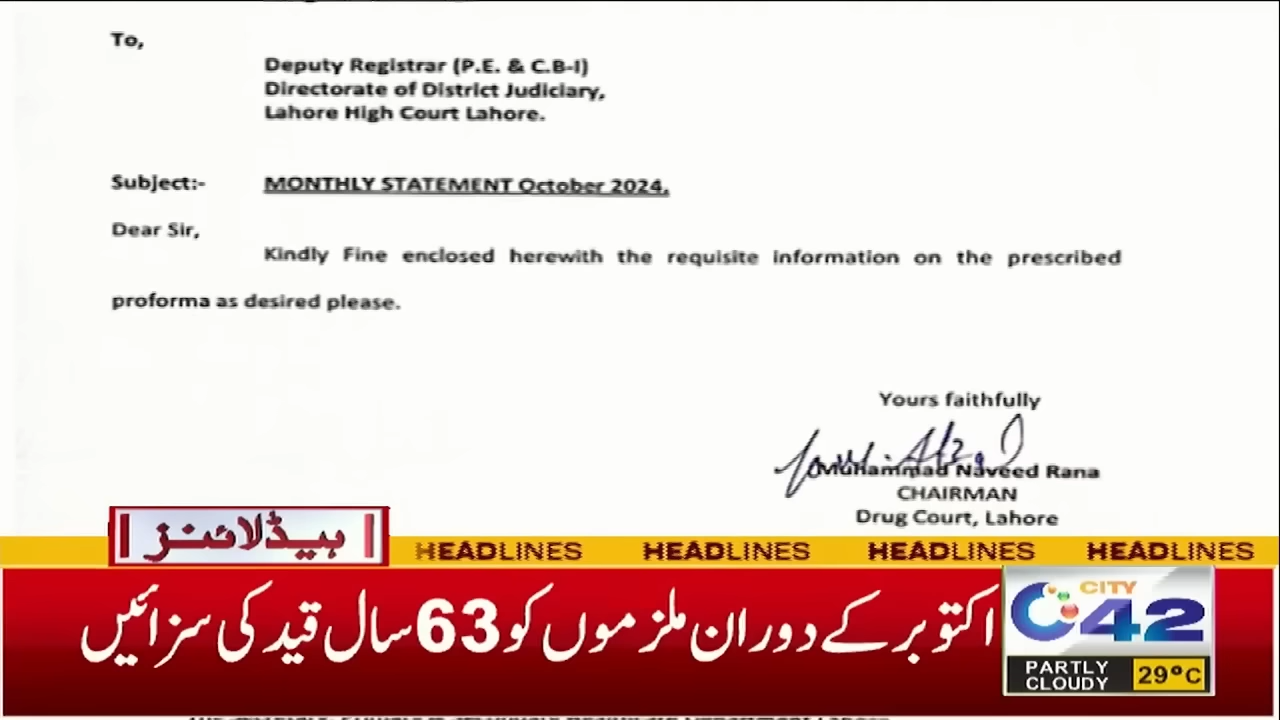 To,
Deputy Registrar (P.E. & C.B-I)
Directorate of District Judiciary,
Lahore High Court Lahore.
Subject:- MONTHLY STATEMENT October 2024.
Dear Sir,
Kindly Fine enclosed herewith the requisite information on the prescribed
proforma as desired please.
Yours faithfully
Muhammad Naveed Rana
CHAIRMAN
Drug Court, Lahore
ہیڈلائنز
HEADLINES HEADLINES HEADLINES HEADLINES
اکتوبر کے دوران ملزموں کو 63 سال قید کی سزائیں
CITY
42
PARTLY
CLOUDY
29°C